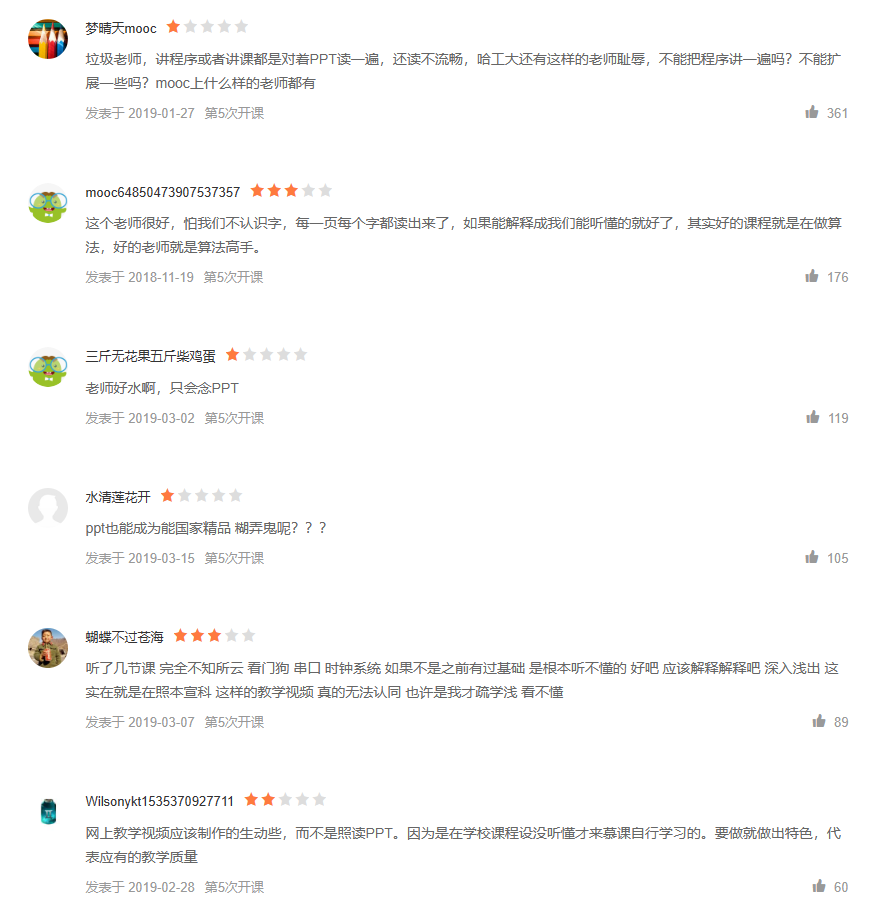 梦晴天mooc
垃圾老师，讲程序或者讲课都是对着PPT读一遍，还读不流畅，哈工大还有这样的老师耻辱，不能把程序讲一遍吗？不能扩
展一些吗？mooc上什么样的老师都有
发表于 2019-01-27 第5次开课 361
mooc64850473907537357
这个老师很好，怕我们不认识字，每一页每个字都读出来了，如果能解释成我们能听懂的就好了，其实好的课程就是在做算
法，好的老师就是算法高手。
发表于 2018-11-19 第5次开课 176
三斤无花果五斤柴鸡蛋
老师好水啊，只会念PPT
发表于 2019-03-02 第5次开课 119
水清莲花开
ppt也能成为能国家精品 糊弄鬼呢？？？
发表于 2019-03-15 第5次开课 105
蝴蝶不过苍海
听了几节课 完全不知所云 看门狗 串口 时钟系统 如果不是之前有过基础 是根本听不懂的 好吧 应该解释解释吧 深入浅出 这
实在就是在照本宣科 这样的教学视频 真的无法认同 也许是我才疏学浅 看不懂
发表于 2019-03-07 第5次开课 89
Wilsonykt1535370927711
网上教学视频应该制作的生动些，而不是照读PPT。因为是在学校课程设没听懂才来慕课自行学习的。要做就做出特色，代
表应有的教学质量
发表于 2019-02-28 第5次开课 60